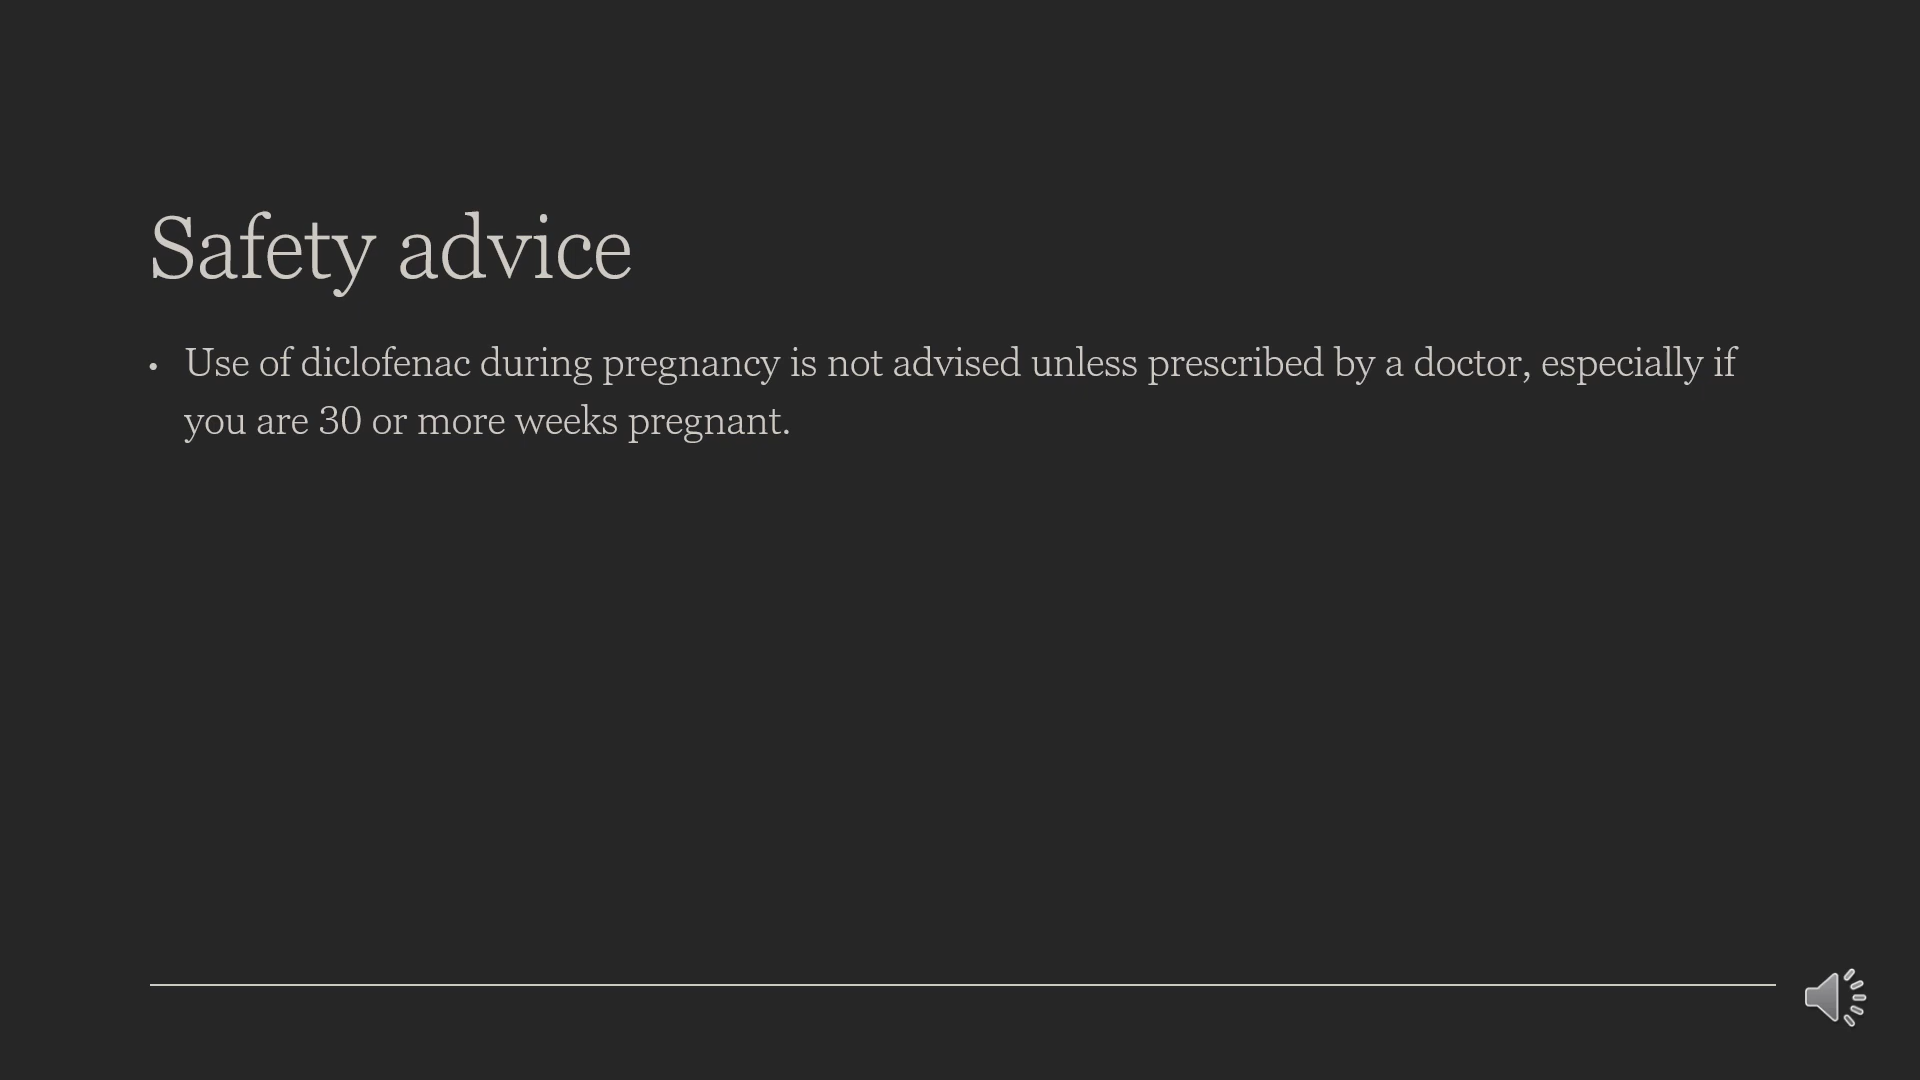 Safety advice
• Use of diclofenac during pregnancy is not advised unless prescribed by a doctor, especially if
you are 30 or more weeks pregnant.